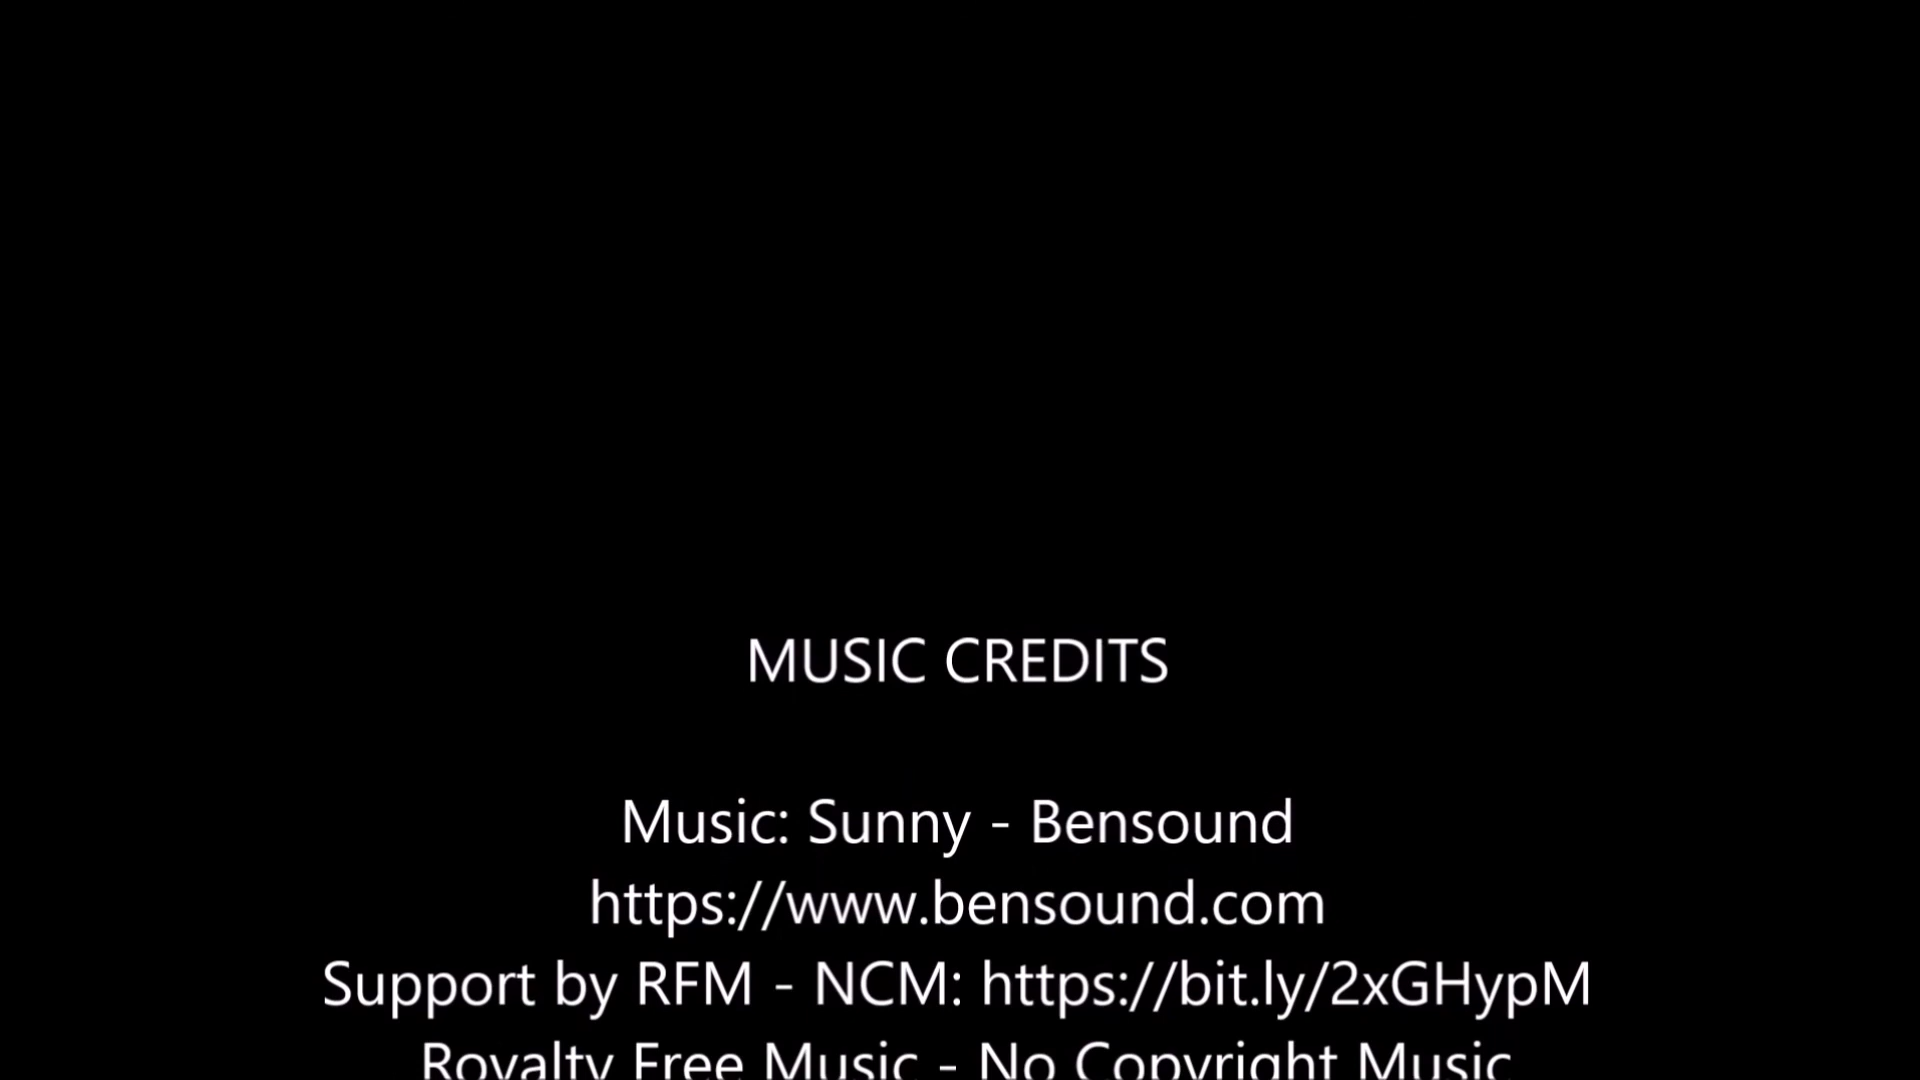 MUSIC CREDITS
Music: Sunny - Bensound
https://www.bensound.com
Support by RFM - NCM: https://bit.ly/2xGHypM
Royalty Free Music - No Copyright Music